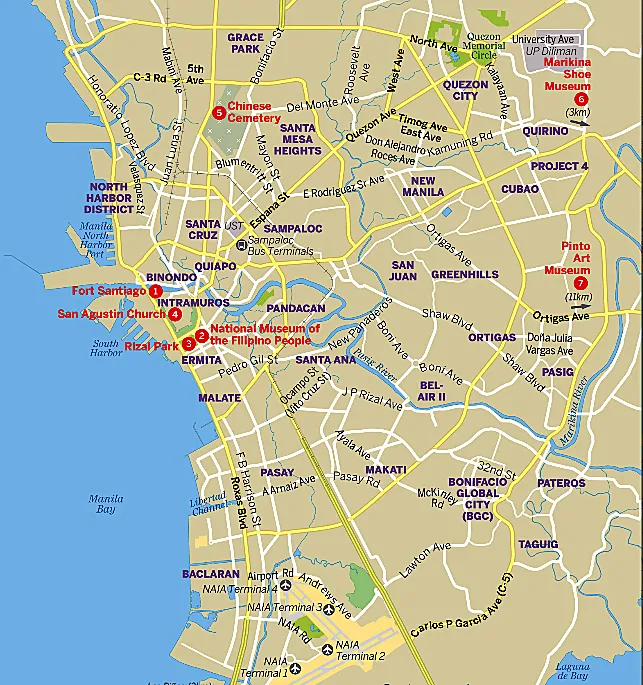 GRACE
PARK
North Ave
Quezon
Memorial
Circle
University Ave
UP Diliman
Marikina
Shoe
Museum
6
(3km)
Honoratio Lopez Blvd
C-3 Rd
5th
Ave
Mabini Ave
Bonifacio St
Roosevelt
Ave
West Ave
Kalayaan Ave
QUEZON
CITY
Juan Luna St
5
Chinese
Cemetery
Del Monte Ave
Quezon Ave
Timog Ave
East Ave
Don Alejandro Kamuning Rd
Roces Ave
QUIRINO
SANTA
MESA
HEIGHTS
Mayon St
Blumentritt St
Velasquez St
PROJECT 4
NORTH
HARBOR
DISTRICT
E Rodriguez Sr Ave
NEW
MANILA
CUBAO
España St
SANTA
CRUZ
UST
SAMPALOC
Sampaloc
Bus Terminals
Manila
North
Harbor
Port
Ortigas Ave
QUIAPO
BINONDO
SAN
JUAN
GREENHILLS
Pinto
Art
Museum
7
(11km)
Ortigas Ave
Fort Santiago
1
INTRAMUROS
San Agustin Church
4
PANDACAN
South
Harbor
Rizal Park
3
2
National Museum of
the Filipino People
ERMITA
Pedro Gil St
SANTA ANA
New Panaderos
Shaw Blvd
Boni Ave
Pasig River
Boni Ave
ORTIGAS
Doña Julia
Vargas Ave
Shaw Blvd
PASIG
Marikina River
MALATE
Ocampo St
(Vito Cruz St)
J P Rizal Ave
BEL-
AIR II
Ayala Ave
F B Harrison St
Roxas Blvd
PASAY
A Arnaiz Ave
Pasay Rd
MAKATI
32nd St
McKinley
Rd
BONIFACIO
GLOBAL
CITY
(BGC)
PATEROS
Manila
Bay
Libertad
Channel
Lawton Ave
TAGUIG
BACLARAN
Airport Rd
NAIA Terminal 4
Andrews Ave
NAIA Terminal 3
NAIA Rd
NAIA
Terminal 2
NAIA
Terminal 1
Carlos P Garcia Ave (C-5)
Laguna
de Bay